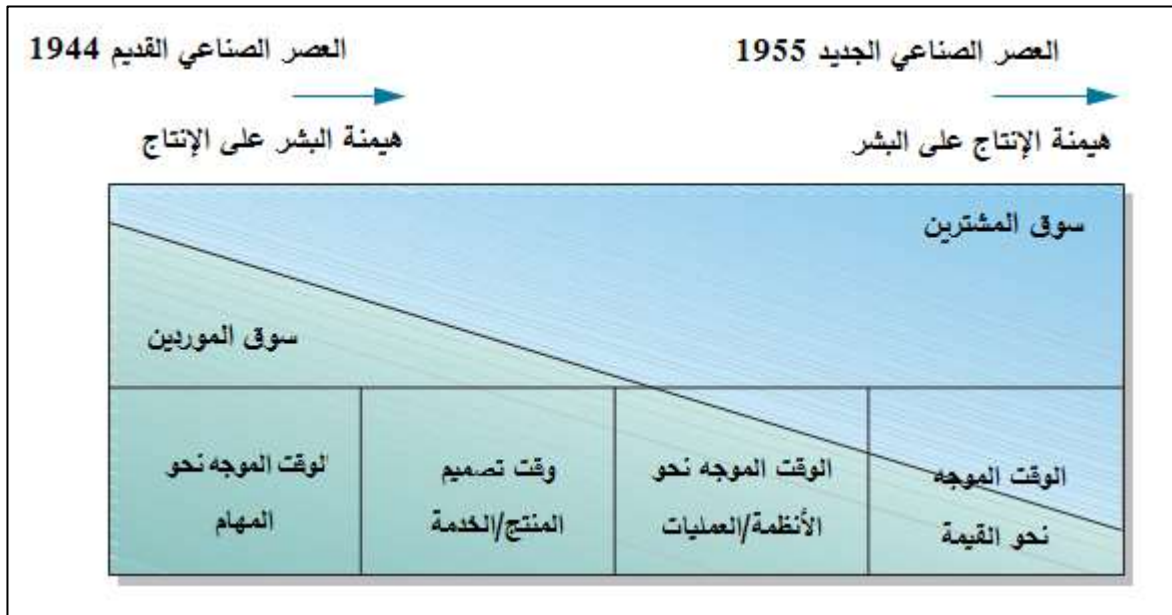 العصر الصناعي القديم 1944
العصر الصناعي الجديد 1955
هيمنة البشر على الإنتاج
هيمنة الإنتاج على البشر
سوق المشترين
سوق الموردين
الوقت الموجه نحو
المهام
وقت تصميم
المنتج/الخدمة
الوقت الموجه نحو
الأنظمة/العمليات
الوقت الموجه
نحو القيمة